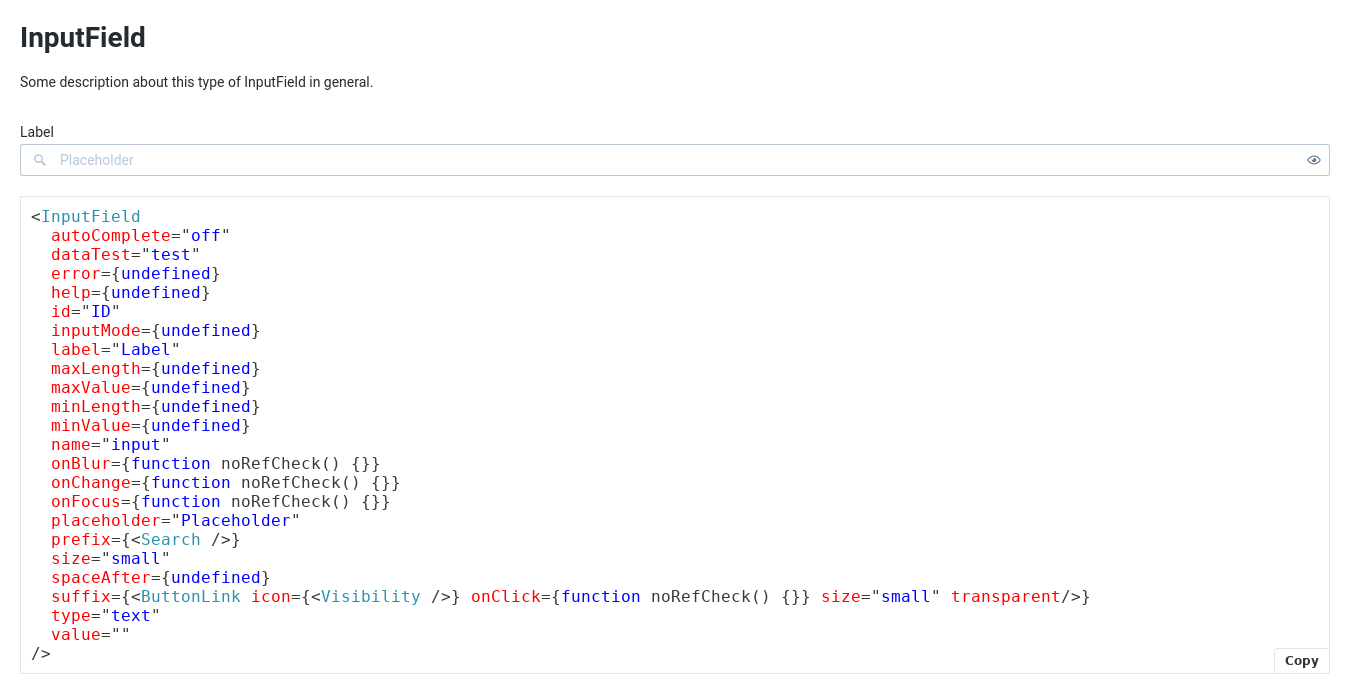 InputField
Some description about this type of InputField in general.
Label
Placeholder
<InputField
  autoComplete="off"
  dataTest="test"
  error={undefined}
  help={undefined}
  id="ID"
  inputMode={undefined}
  label="Label"
  maxLength={undefined}
  maxValue={undefined}
  minLength={undefined}
  minValue={undefined}
  name="input"
  onBlur={function noRefCheck() {}}
  onChange={function noRefCheck() {}}
  onFocus={function noRefCheck() {}}
  placeholder="Placeholder"
  prefix={<Search />}
  size="small"
  spaceAfter={undefined}
  suffix={<ButtonLink icon={<Visibility />} onClick={function noRefCheck() {}} size="small" transparent/>}
  type="text"
  value=""
/>
Copy